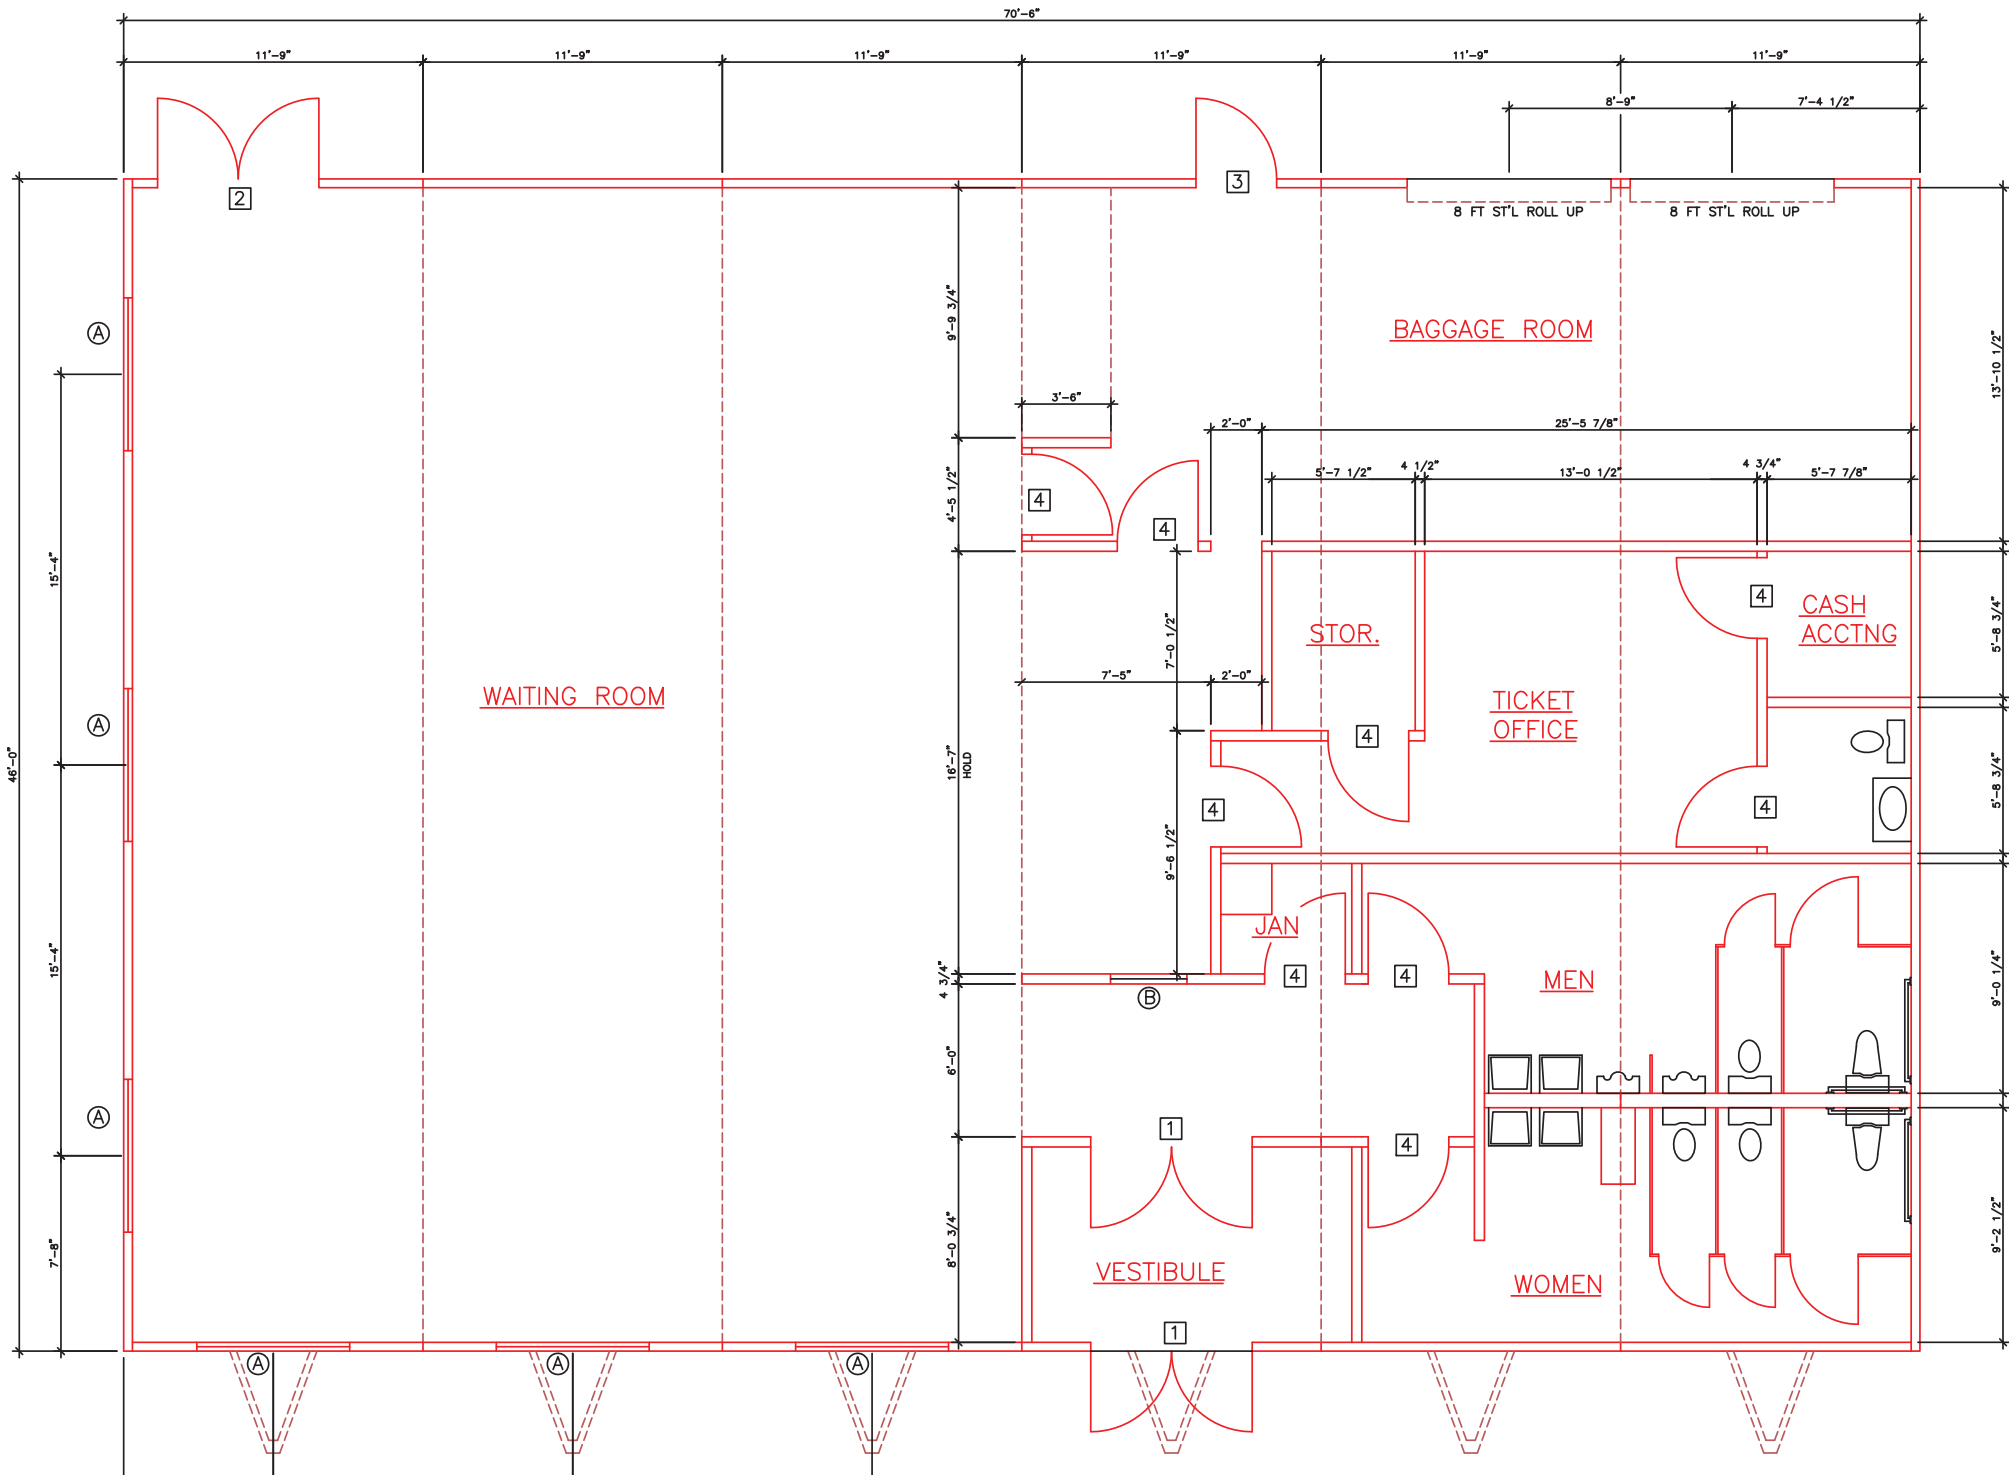 70'-6"
11'-9" 11'-9" 11'-9" 11'-9" 11'-9" 11'-9"
8'-9" 7'-4 1/2"
2
3
8 FT ST'L ROLL UP 8 FT ST'L ROLL UP
A
9'-9 3/4"
BAGGAGE ROOM
13'-10 1/2"
3'-6"
2'-0" 25'-5 7/8"
5'-7 1/2" 4 1/2" 13'-0 1/2" 4 3/4" 5'-7 7/8"
4'-5 1/2"
4
4
15'-4"
4
CASH
ACCTNG
5'-8 3/4"
STOR.
7'-0 1/2"
7'-5" 2'-0"
WAITING ROOM
TICKET
OFFICE
A
4
46'-0"
16'-7"
HOLD
5'-8 3/4"
4
4
9'-6 1/2"
JAN
15'-4"
4 3/4"
4
4
MEN
9'-0 1/4"
B
6'-0"
A
1
4
8'-0 3/4"
9'-2 1/2"
7'-8"
VESTIBULE
WOMEN
1
A A A